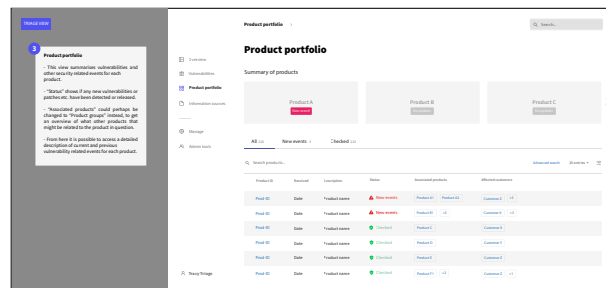 TRIAGE VIEW
3
Product portfolio
- This view summarises vulnerabilities and
other security related events for each
product.
- "Status" shows if any new vulnerabilities or
patches etc. have been detected or released.
- "Associated products" could perhaps be
changed to "Product groups" instead, to get
an overview of what other products that
might be related to the product in question.
- From here it is possible to access a detailed
description of current and previous
vulnerability related events for each product.
Product portfolio
Search..
Product portfolio
Overview
Vulnerabilities
Product portfolio
Information sources
Manage
Admin tools
Tracey Triage
Summary of products
Product A
New event
Product B
Product C
All New events Checked
Search products..
Advanced search
Product ID Received Description Status Associated products Affected customers
Prod-ID Date Product name New events Product X1 Product A2 Customer Z
Prod-ID Date Product name New events Product B1 Customer F
Prod-ID Date Product name Checked Product C Customer X
Prod-ID Date Product name Checked Product D Customer Y
Prod-ID Date Product name Checked Product E Customer X
Prod-ID Date Product name Checked Product F1 Customer Z +1